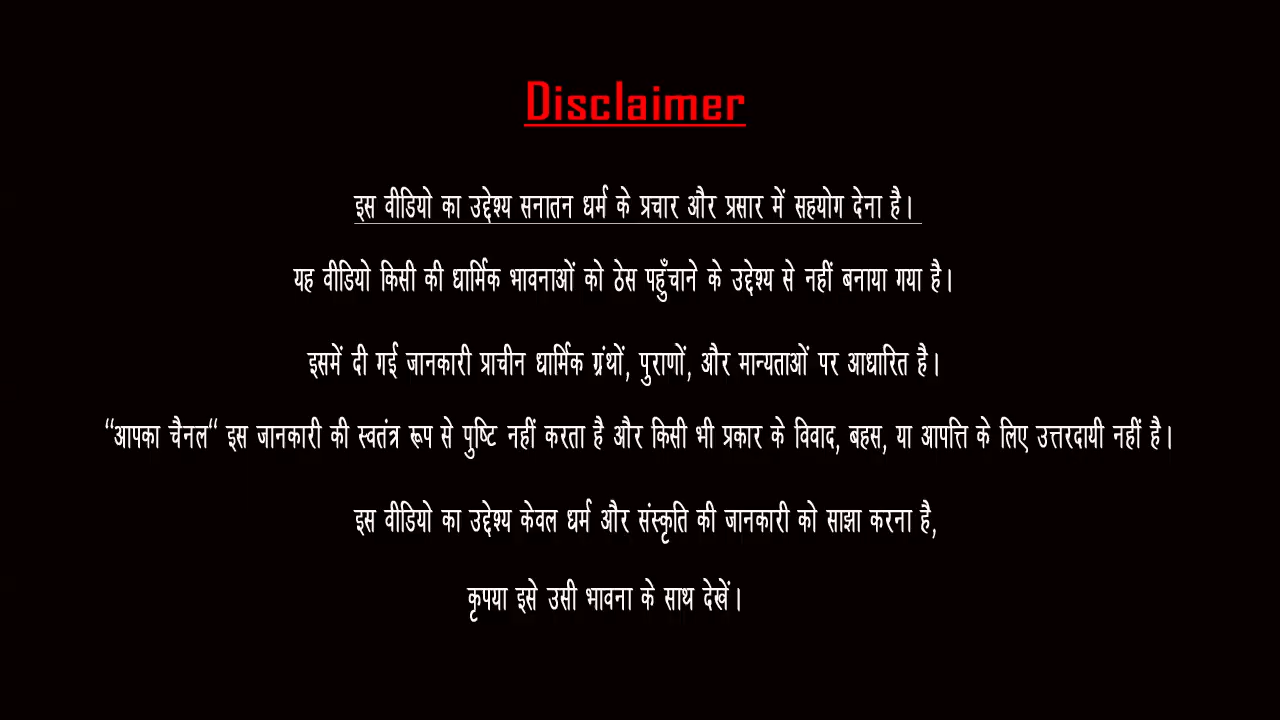 Disclaimer
इस वीडियो का उद्देश्य सनातन धर्म के प्रचार और प्रसार में सहयोग देना है।
यह वीडियो किसी की धार्मिक भावनाओं को ठेस पहुँचाने के उद्देश्य से नहीं बनाया गया है।
इसमें दी गई जानकारी प्राचीन धार्मिक ग्रंथों, पुराणों, और मान्यताओं पर आधारित है।
“आपका चैनल“ इस जानकारी की स्वतंत्र रूप से पुष्टि नहीं करता है और किसी भी प्रकार के विवाद, बहस, या आपत्ति के लिए उत्तरदायी नहीं है।
इस वीडियो का उद्देश्य केवल धर्म और संस्कृति की जानकारी को साझा करना है,
कृपया इसे उसी भावना के साथ देखें।